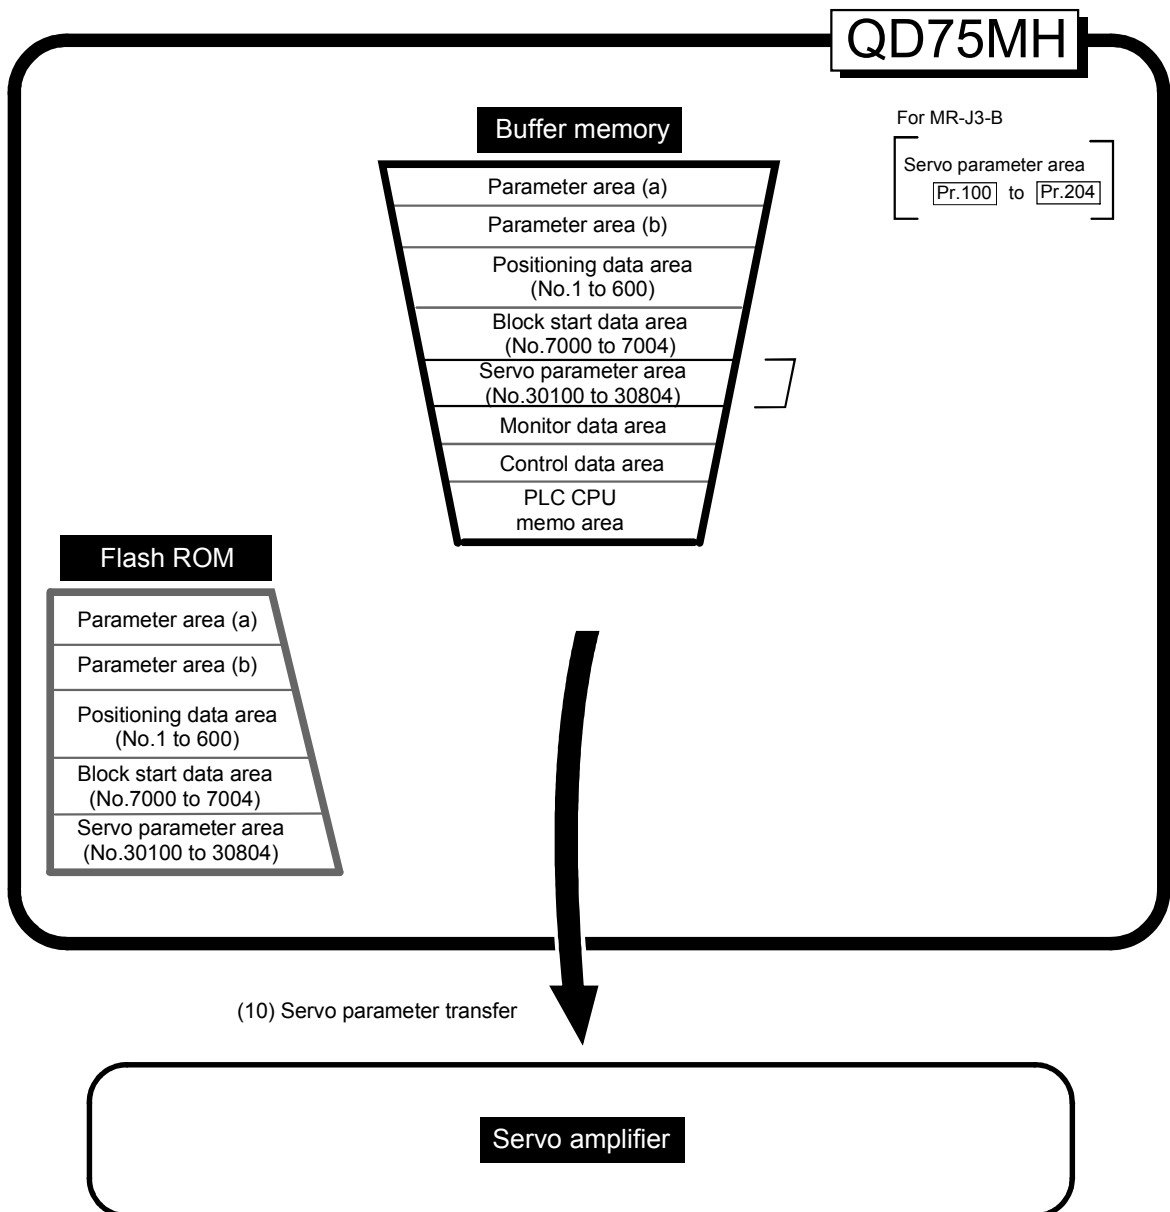 QD75MH
Buffer memory
Parameter area (a)
Parameter area (b)
Positioning data area
(No.1 to 600)
Block start data area
(No.7000 to 7004)
Servo parameter area
(No.30100 to 30804)
Monitor data area
Control data area
PLC CPU
memo area
For MR-J3-B
Servo parameter area
Pr.100 to Pr.204
Flash ROM
Parameter area (a)
Parameter area (b)
Positioning data area
(No.1 to 600)
Block start data area
(No.7000 to 7004)
Servo parameter area
(No.30100 to 30804)
(10) Servo parameter transfer
Servo amplifier